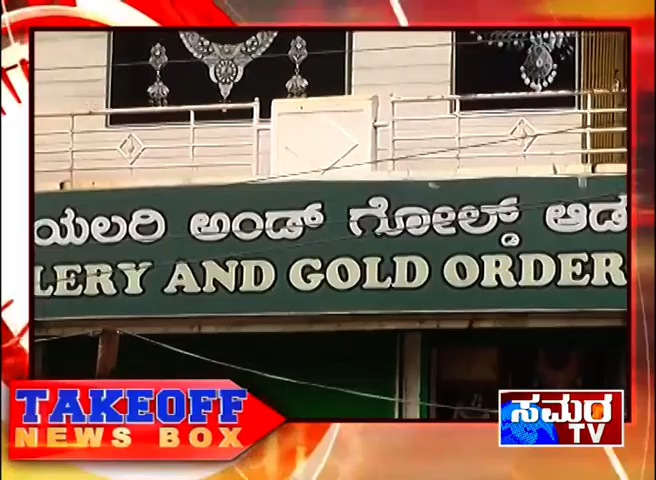 ಯಲರಿ ಅಂಡ್ ಗೋಲ್ಡ್ ಆಡ
LERY AND GOLD ORDER
TAKEOFF
NEWS BOX
ಸಮರ
TV